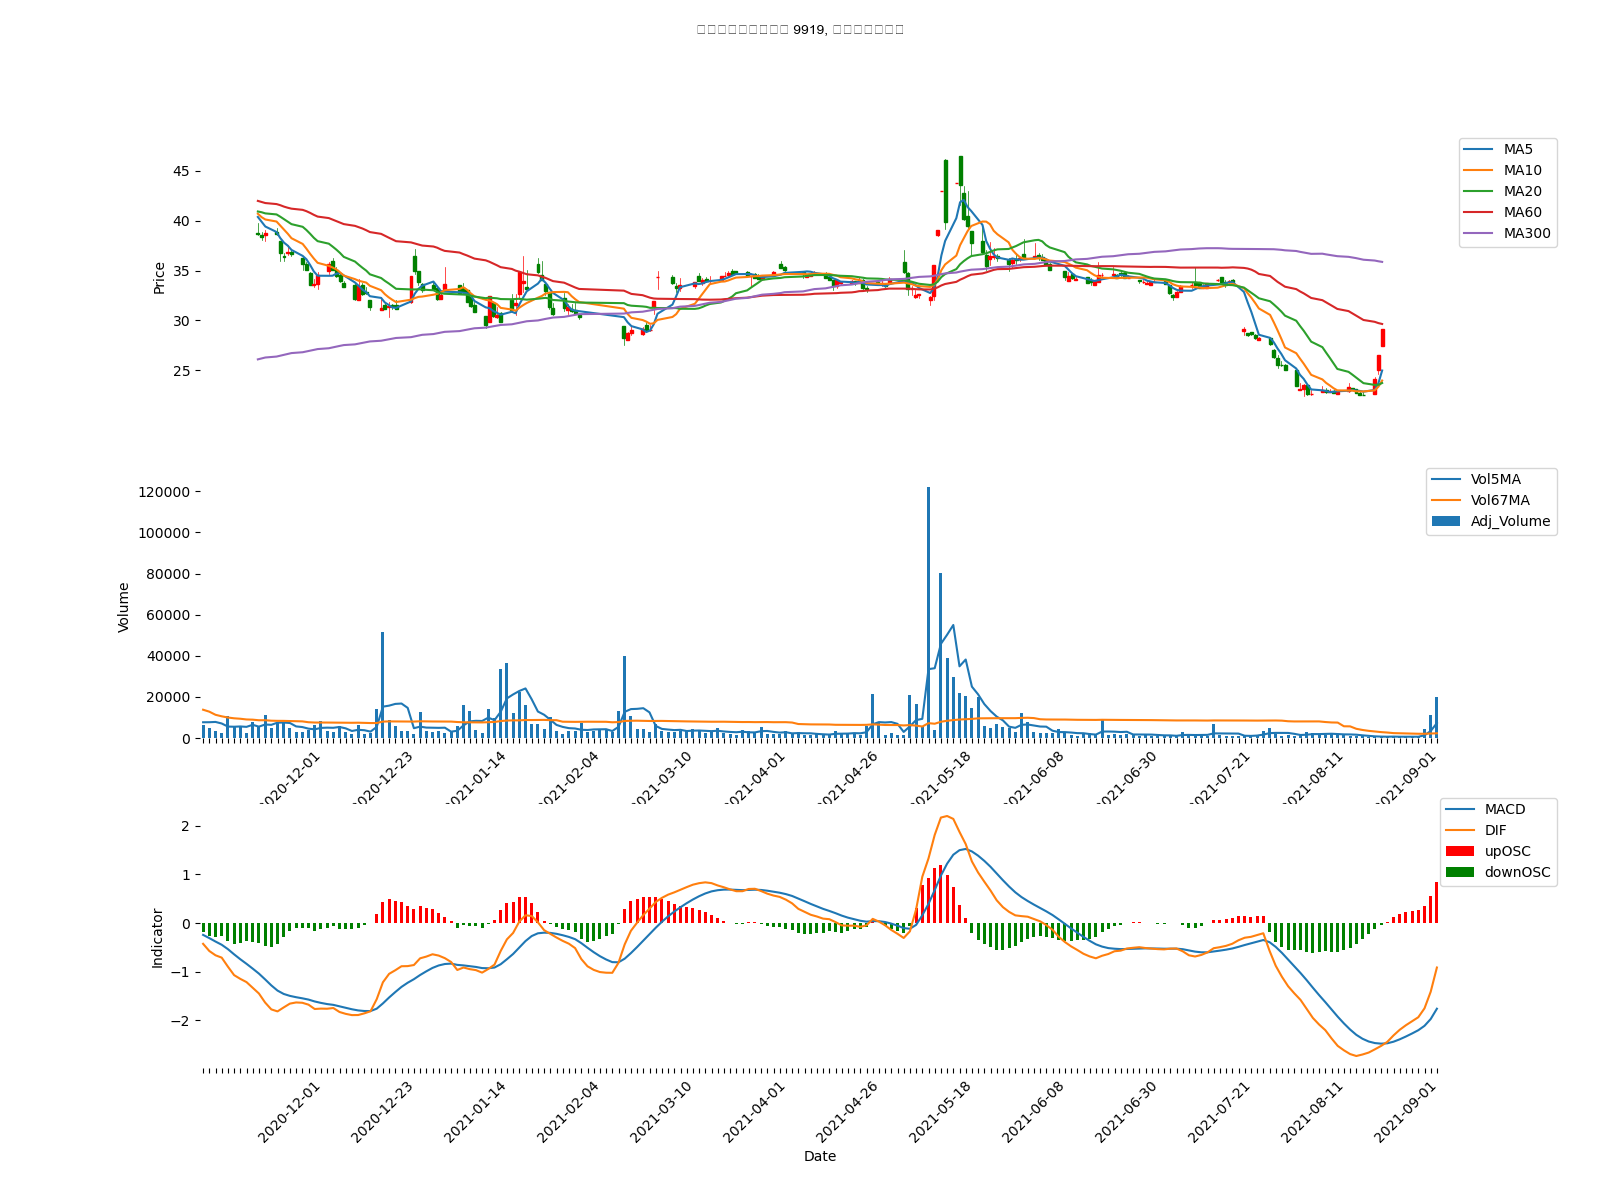 9919,
MA5
MA10
MA20
MA60
MA300
Price
45
40
35
30
25
Vol5MA
Vol67MA
Adj_Volume
Volume
120000
100000
80000
60000
40000
20000
0
2020-12-01 2020-12-23 2021-01-14 2021-02-04 2021-03-10 2021-04-01 2021-04-26 2021-05-18 2021-06-08 2021-06-30 2021-07-21 2021-08-11 2021-09-01
MACD
DIF
upOSC
downOSC
Indicator
2
1
0
−1
−2
2020-12-01 2020-12-23 2021-01-14 2021-02-04 2021-03-10 2021-04-01 2021-04-26 2021-05-18 2021-06-08 2021-06-30 2021-07-21 2021-08-11 2021-09-01
Date